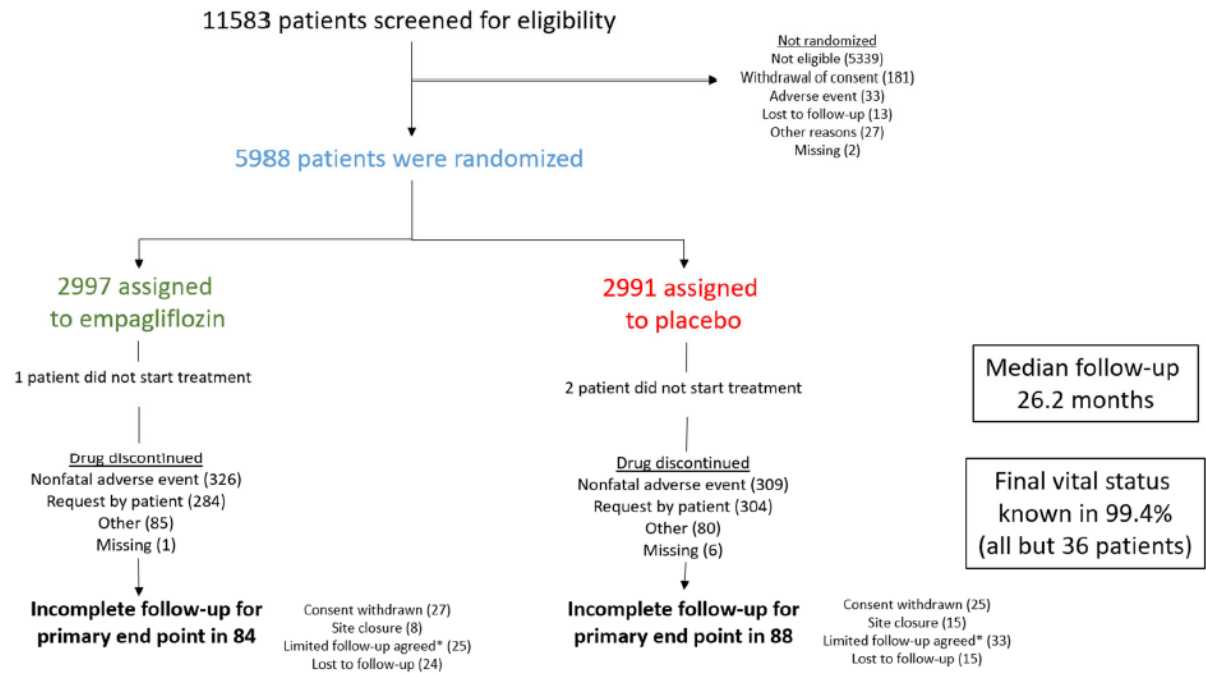 11583 patients screened for eligibility
Not randomized
Not eligible (5339)
Withdrawal of consent (181)
Adverse event (33)
Lost to follow-up (13)
Other reasons (27)
Missing (2)
5988 patients were randomized
2997 assigned
to empagliflozin
1 patient did not start treatment
Drug discontinued
Nonfatal adverse event (326)
Request by patient (284)
Other (85)
Missing (1)
Incomplete follow-up for
primary end point in 84
Consent withdrawn (27)
Site closure (8)
Limited follow-up agreed* (25)
Lost to follow-up (24)
2991 assigned
to placebo
2 patient did not start treatment
Drug discontinued
Nonfatal adverse event (309)
Request by patient (304)
Other (80)
Missing (6)
Incomplete follow-up for
primary end point in 88
Consent withdrawn (25)
Site closure (15)
Limited follow-up agreed* (33)
Lost to follow-up (15)
Median follow-up
26.2 months
Final vital status
known in 99.4%
(all but 36 patients)